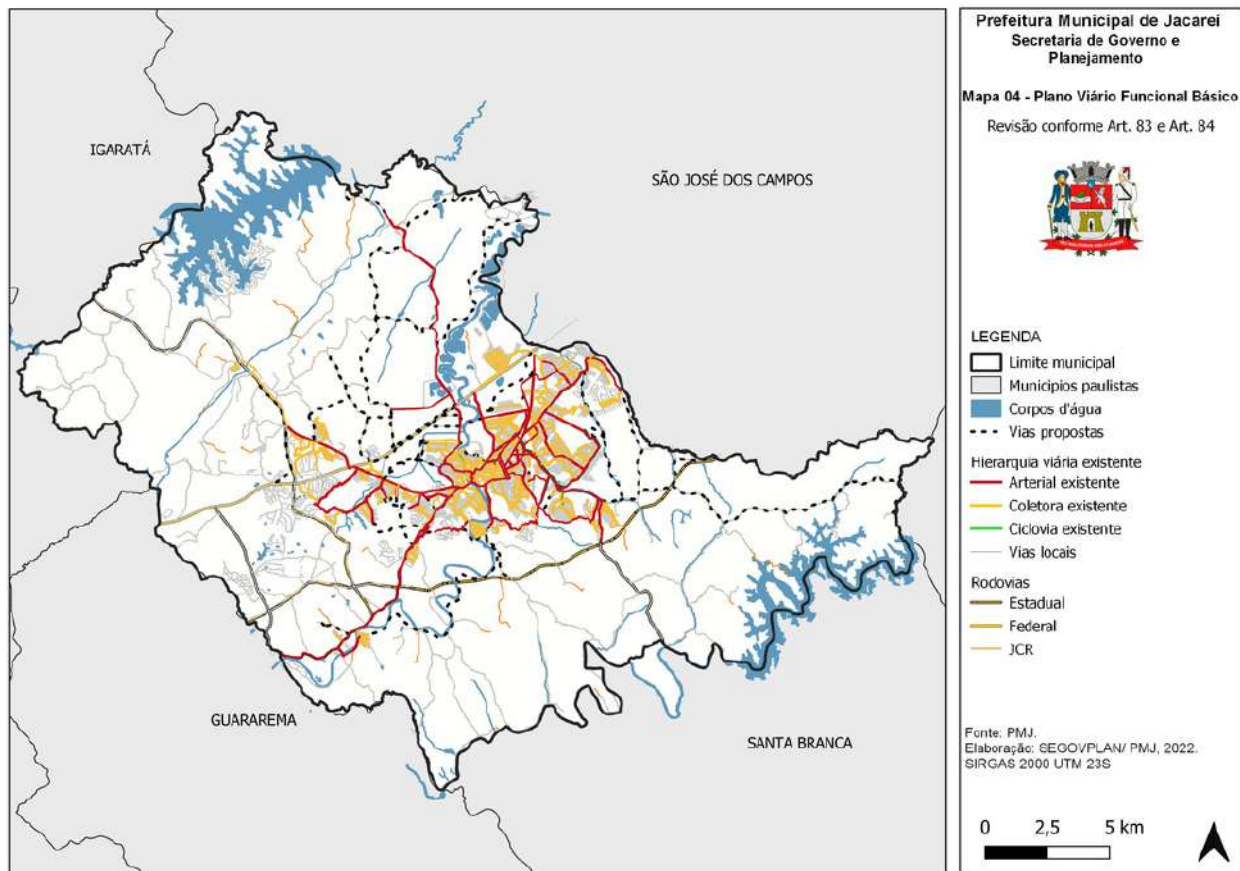 IGARATÁ
SÃO JOSÉ DOS CAMPOS
GUARAREMA
SANTA BRANCA
Prefeitura Municipal de Jacarei
Secretaria de Governo e
Planejamento
Mapa 04 - Plano Viário Funcional Básico
Revisão conforme Art. 83 e Art. 84
LEGENDA
Limite municipal
Municípios paulistas
Corpos d'água
Vias propostas
Hierarquia viária existente
Arterial existente
Coletora existente
Ciclovia existente
Vias locais
Rodovias
Estadual
Federal
JCR
Fonte: PMJ.
Elaboração: SEGOVPLAN/ PMJ, 2022.
SIRGAS 2000 UTM 23S
0 2,5 5 km